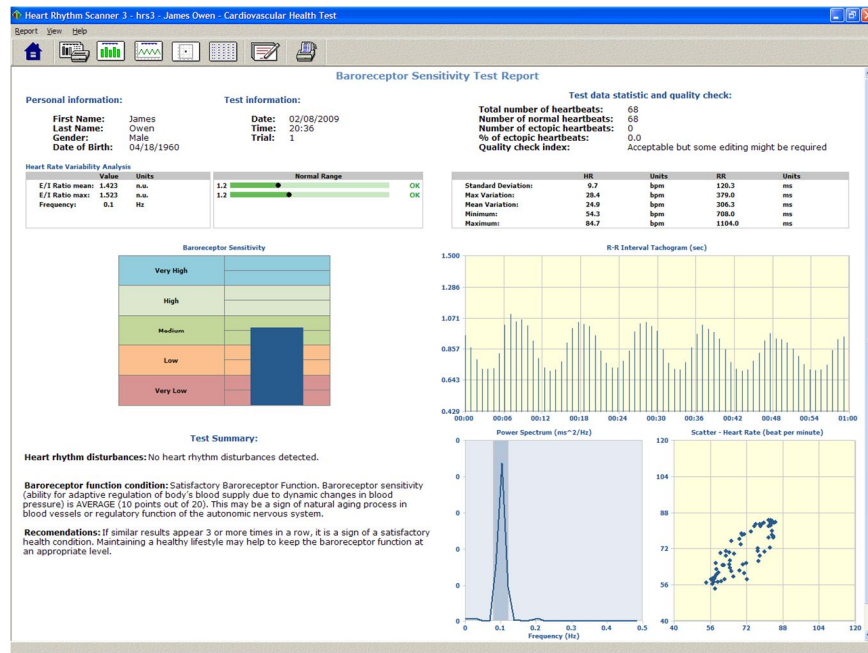 Heart Rhythm Scanner 3 - hrs3 - James Owen - Cardiovascular Health Test
Report View Help
Baroreceptor Sensitivity Test Report
Personal information:
First Name: James
Last Name: Owen
Gender: Male
Date of Birth: 04/18/1960
Test information:
Date: 02/08/2009
Time: 20:36
Trial: 1
Test data statistic and quality check:
Total number of heartbeats: 68
Number of normal heartbeats: 68
Number of ectopic heartbeats: 0
% of ectopic heartbeats: 0.0
Quality check index: Acceptable but some editing might be required
Heart Rate Variability Analysis
Value Units Normal Range
E/I Ratio mean: 1.423 n.u. 1.2 OK
E/I Ratio max: 1.523 n.u. 1.2 OK
Frequency: 0.1 Hz
HR Units RR Units
Standard Deviation: 9.7 bpm 120.3 ms
Max Variation: 28.4 bpm 379.0 ms
Mean Variation: 24.9 bpm 306.3 ms
Minimum: 54.3 bpm 708.0 ms
Maximum: 84.7 bpm 1104.0 ms
Baroreceptor Sensitivity
Very High
High
Medium
Low
Very Low
R-R Interval Tachogram (sec)
1.500
1.286
1.071
0.857
0.643
0.429
00:00 00:06 00:12 00:18 00:24 00:30 00:36 00:42 00:48 00:54 01:00
Test Summary:
Heart rhythm disturbances: No heart rhythm disturbances detected.
Baroreceptor function condition: Satisfactory Baroreceptor Function. Baroreceptor sensitivity
(ability for adaptive regulation of body's blood supply due to dynamic changes in blood
pressure) is AVERAGE (10 points out of 20). This may be a sign of natural aging process in
blood vessels or regulatory function of the autonomic nervous system.
Recomendations: If similar results appear 3 or more times in a row, it is a sign of a satisfactory
health condition. Maintaining a healthy lifestyle may help to keep the baroreceptor function at
an appropriate level.
Power Spectrum (ms^2/Hz)
0
0
0
0
0
0
0 0.1 0.2 0.3 0.4 0.5
Frequency (Hz)
Scatter - Heart Rate (beat per minute)
120
104
88
72
56
40
40 56 72 88 104 120